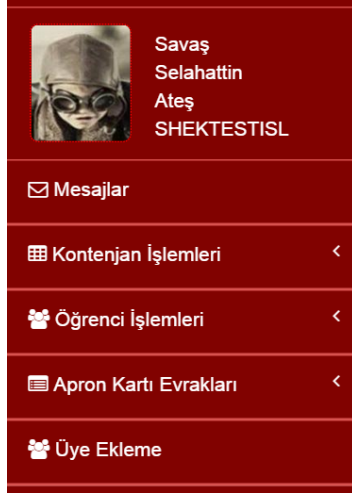 Savaş
Selahattin
Ateş
SHEKTESTISL
Mesajlar
Kontenjan İşlemleri
Öğrenci İşlemleri
Apron Kartı Evrakları
Üye Ekleme